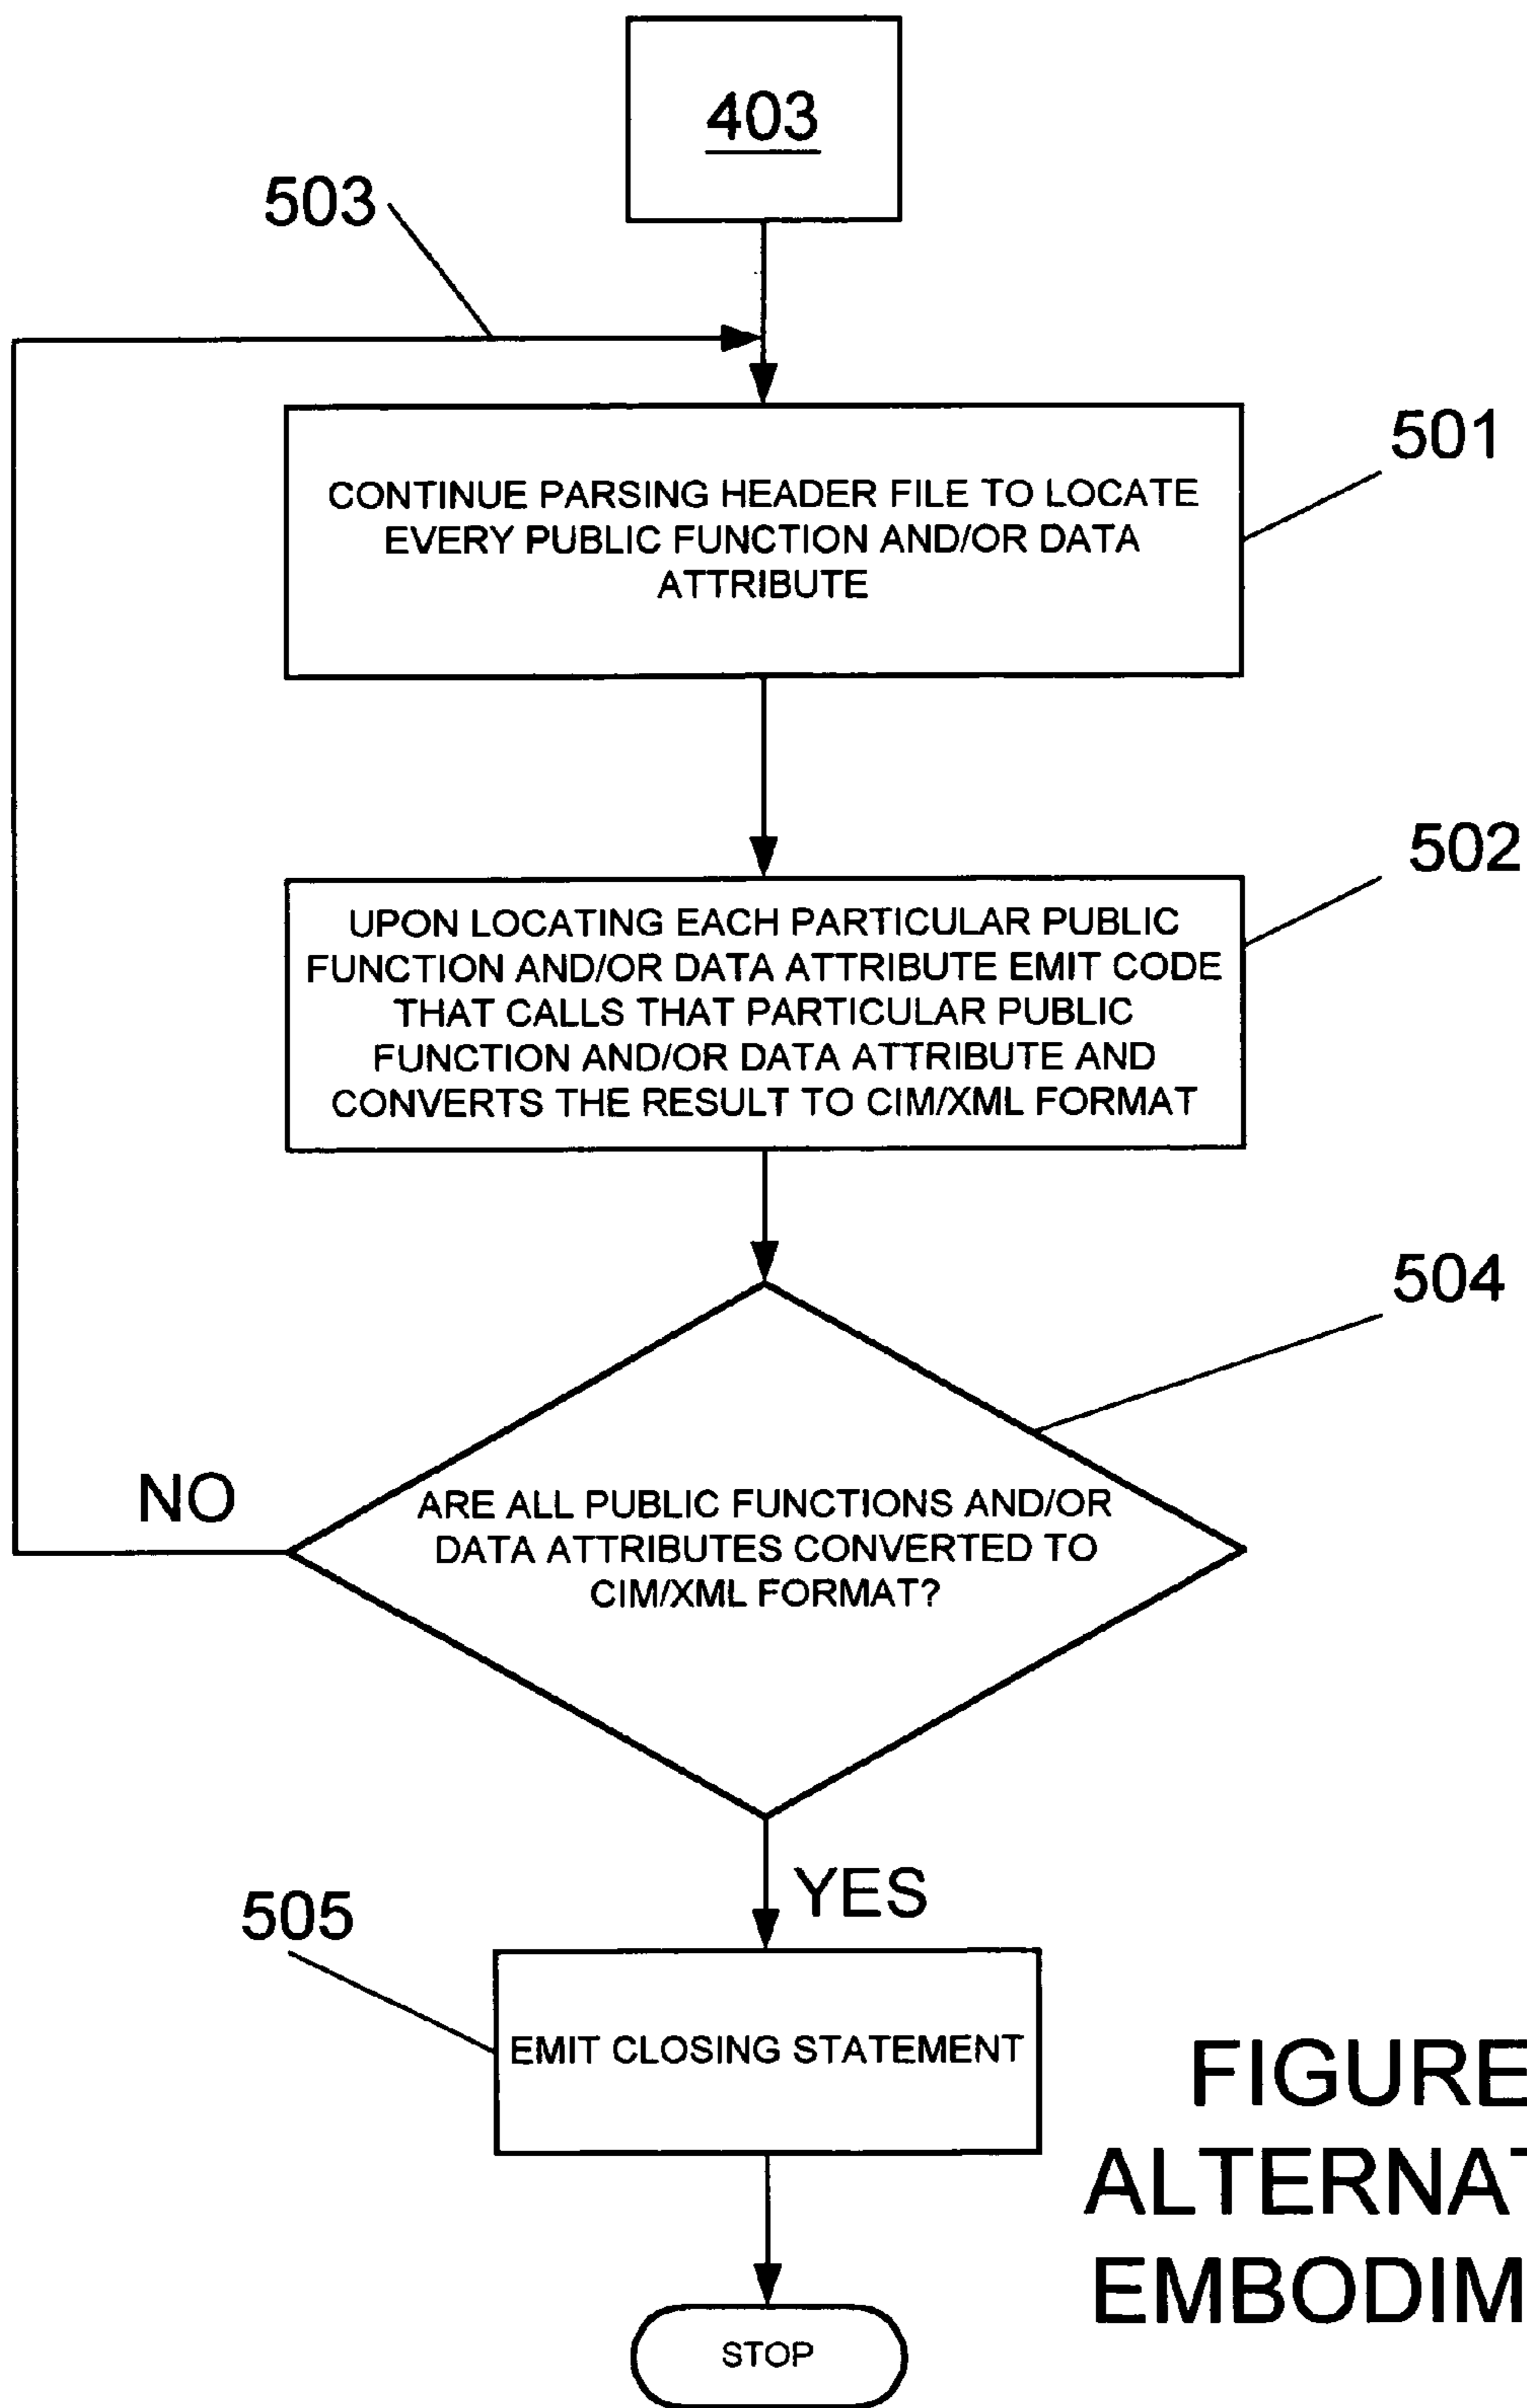 403
503
501
CONTINUE PARSING HEADER FILE TO LOCATE
EVERY PUBLIC FUNCTION AND/OR DATA
ATTRIBUTE
502
UPON LOCATING EACH PARTICULAR PUBLIC
FUNCTION AND/OR DATA ATTRIBUTE EMIT CODE
THAT CALLS THAT PARTICULAR PUBLIC
FUNCTION AND/OR DATA ATTRIBUTE AND
CONVERTS THE RESULT TO CIM/XML FORMAT
504
NO
ARE ALL PUBLIC FUNCTIONS AND/OR
DATA ATTRIBUTES CONVERTED TO
CIM/XML FORMAT?
YES
505
EMIT CLOSING STATEMENT
FIGURE
STOP